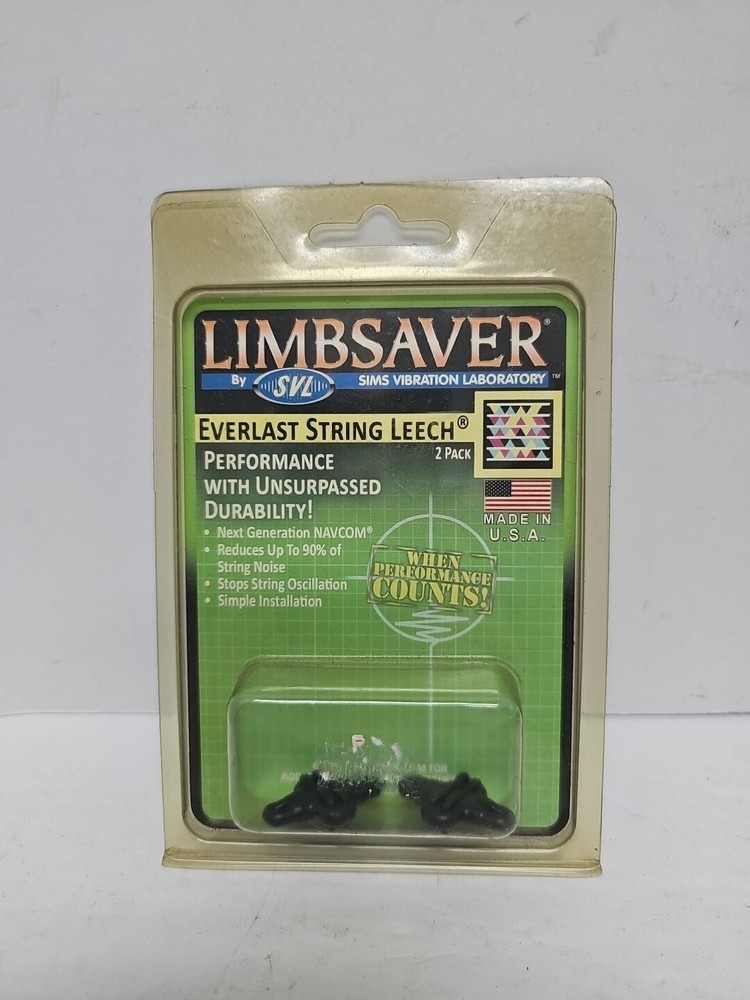 LIMBSAVER®
By SVL SIMS VIBRATION LABORATORY™
EVERLAST STRING LEECH®
2 PACK
PERFORMANCE
WITH UNSURPASSED
DURABILITY!
MADE IN
U.S.A.
• Next Generation NAVCOM®
• Reduces Up To 90% of
String Noise
• Stops String Oscillation
• Simple Installation
WHEN
PERFORMANCE
COUNTS!